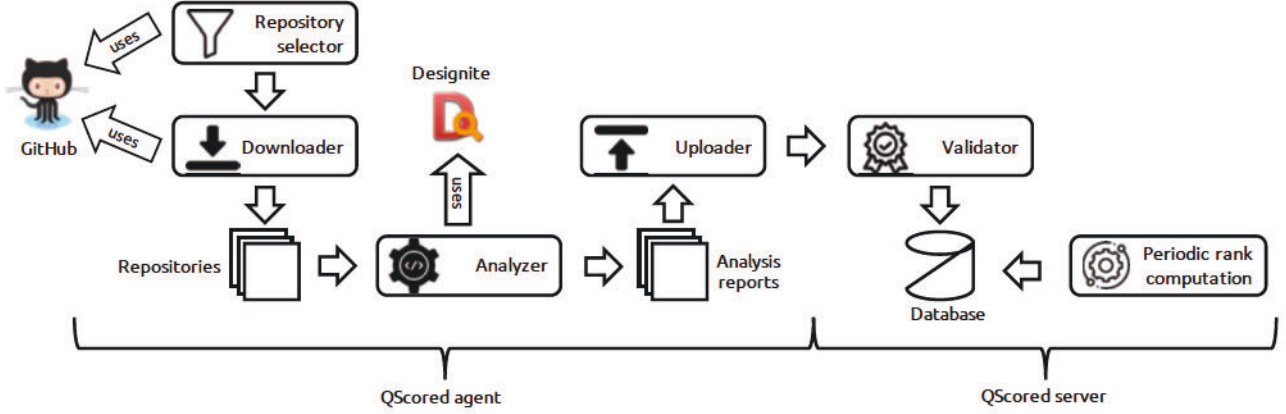 uses
Repository
selector
GitHub
uses
Downloader
Designite
D
uses
Repositories
</>
Analyzer
Uploader
Analysis
reports
Validator
Database
Periodic rank
computation
QScored agent
QScored server